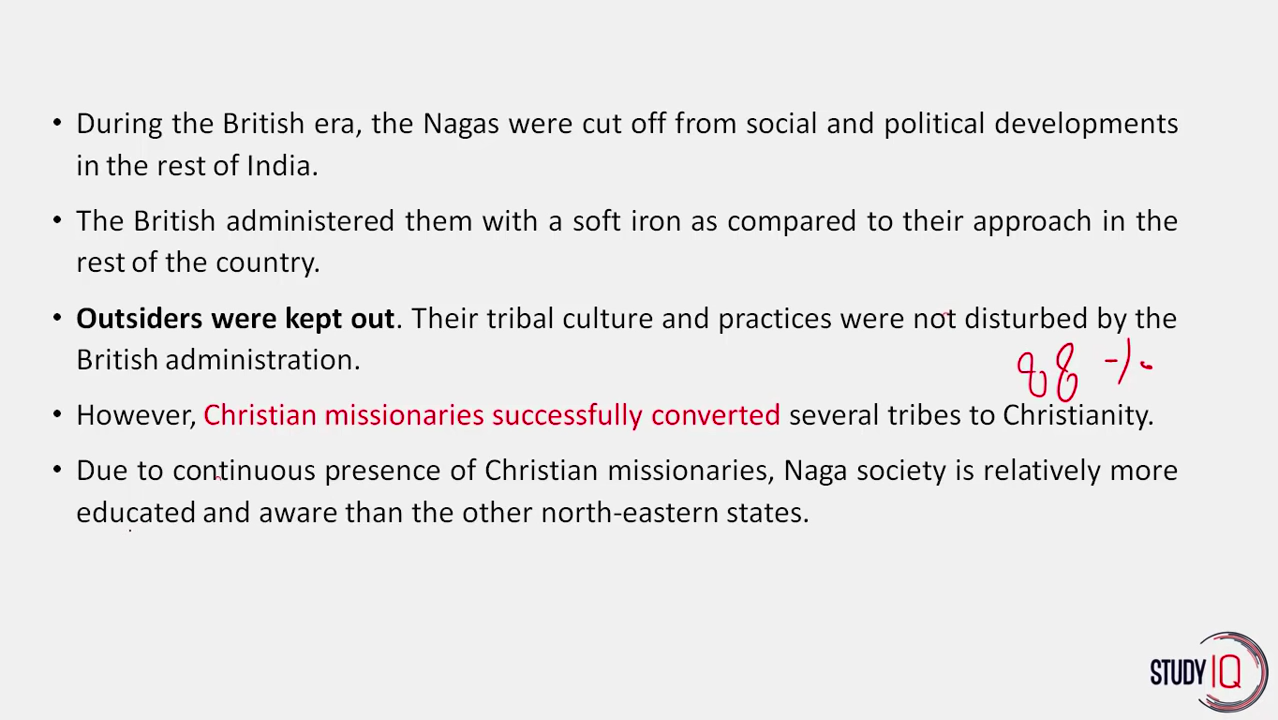 • During the British era, the Nagas were cut off from social and political developments
in the rest of India.
• The British administered them with a soft iron as compared to their approach in the
rest of the country.
• Outsiders were kept out. Their tribal culture and practices were not disturbed by the
British administration.
88 %
• However, Christian missionaries successfully converted several tribes to Christianity.
• Due to continuous presence of Christian missionaries, Naga society is relatively more
educated and aware than the other north-eastern states.
STUDY IQ